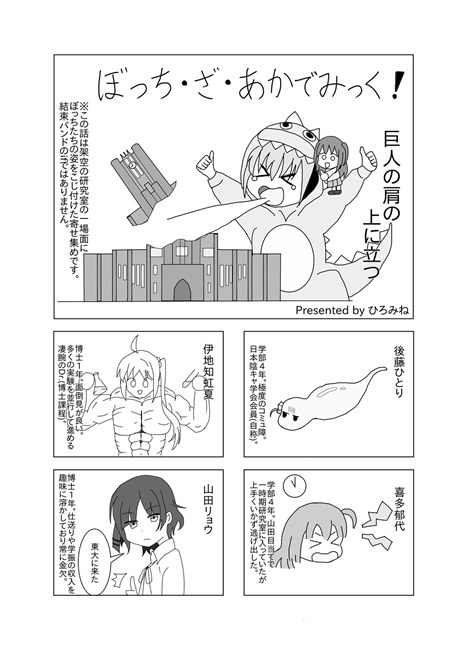 ぼっち・ざ・あかでみっく！
巨人の肩の
上に立つ
※この話は架空の研究室の一場面に
ぼっちたちの姿をこじ付けた寄せ集めです。
結束バンドのifではありません。
Presented by ひろみね
後藤ひとり
学部４年。極度のコミュ障。
日本陰キャ学会会員（自称）。
伊地知虹夏
博士１年。面倒見が良い。
多くの実験を並行して進める
凄腕のDr.（博士課程）。
喜多郁代
学部４年。山田目当てで
一時期研究室に入っていたが
上手くいかず逃げ出した。
山田リョウ
博士１年。仕送りや学振の収入を
趣味に溶かしており常に金欠。
東大に来た